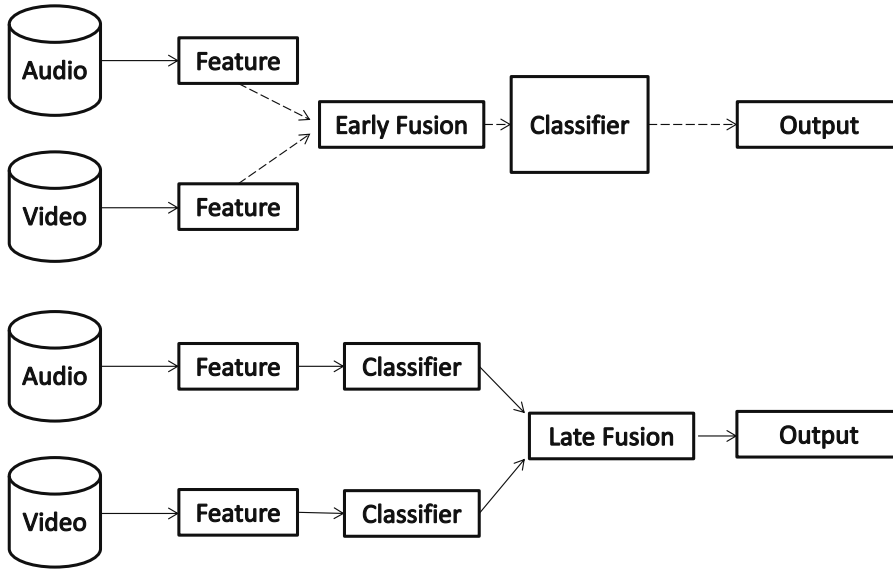 Audio
Feature
Early Fusion
Classifier
Output
Video
Feature
Audio
Feature
Classifier
Late Fusion
Output
Video
Feature
Classifier